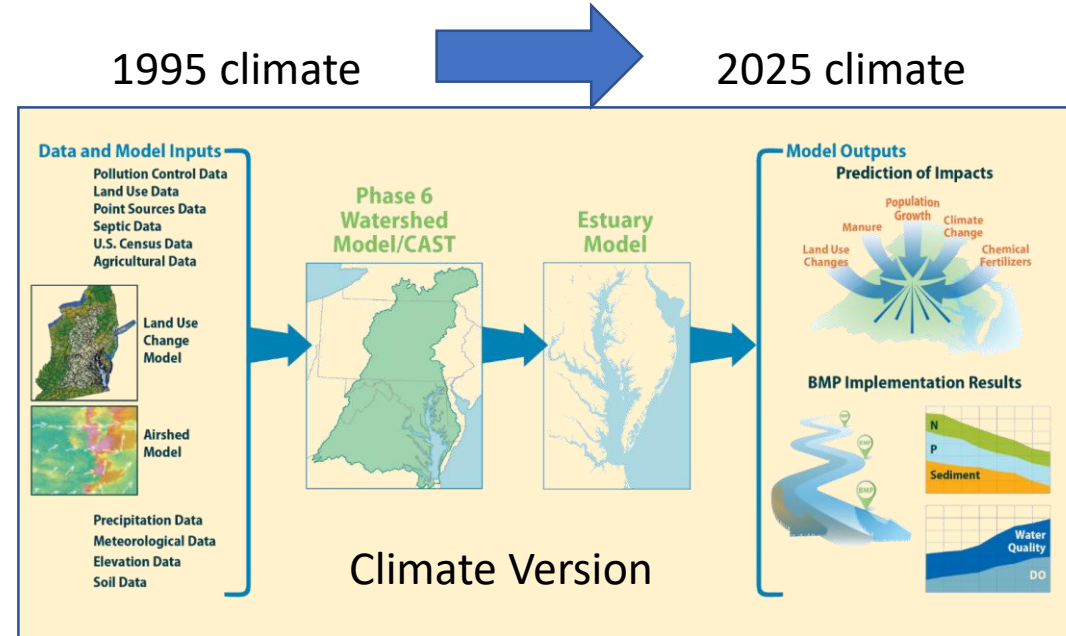 1995 climate
2025 climate
Data and Model Inputs
Pollution Control Data
Land Use Data
Point Sources Data
Septic Data
U.S. Census Data
Agricultural Data
Land Use
Change
Model
Airshed
Model
Precipitation Data
Meteorological Data
Elevation Data
Soil Data
Phase 6
Watershed
Model/CAST
Estuary
Model
Climate Version
Model Outputs
Prediction of Impacts
Land Use
Changes
Manure
Population
Growth
Climate
Change
Chemical
Fertilizers
BMP Implementation Results
BMP
BMP
BMP
N
P
Sediment
Water
Quality
DO